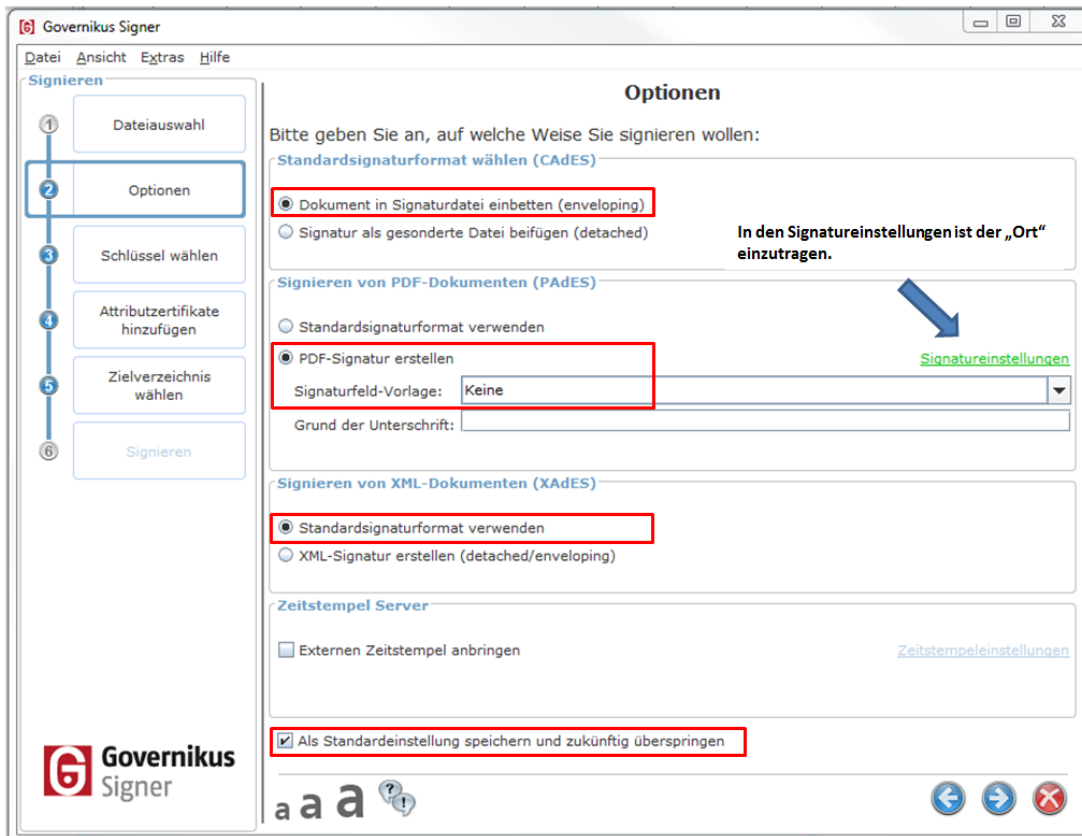 Governikus Signer
Datei Ansicht Extras Hilfe
Signieren
1 Dateiauswahl
2 Optionen
3 Schlüssel wählen
4 Attributzertifikate
hinzufügen
5 Zielverzeichnis
wählen
6 Signieren
Optionen
Bitte geben Sie an, auf welche Weise Sie signieren wollen:
Standardsignaturformat wählen (CAdES)
Dokument in Signaturdatei einbetten (enveloping)
Signatur als gesonderte Datei beifügen (detached)
In den Signatureinstellungen ist der „Ort“
einzutragen.
Signieren von PDF-Dokumenten (PAdES)
Standardsignaturformat verwenden
PDF-Signatur erstellen
Signatureinstellungen
Signaturfeld-Vorlage: Keine
Grund der Unterschrift:
Signieren von XML-Dokumenten (XAdES)
Standardsignaturformat verwenden
XML-Signatur erstellen (detached/enveloping)
Zeitstempel Server
Externen Zeitstempel anbringen
Zeitstempeleinstellungen
Als Standardeinstellung speichern und zukünftig überspringen
G Governikus
Signer
a a a ? !